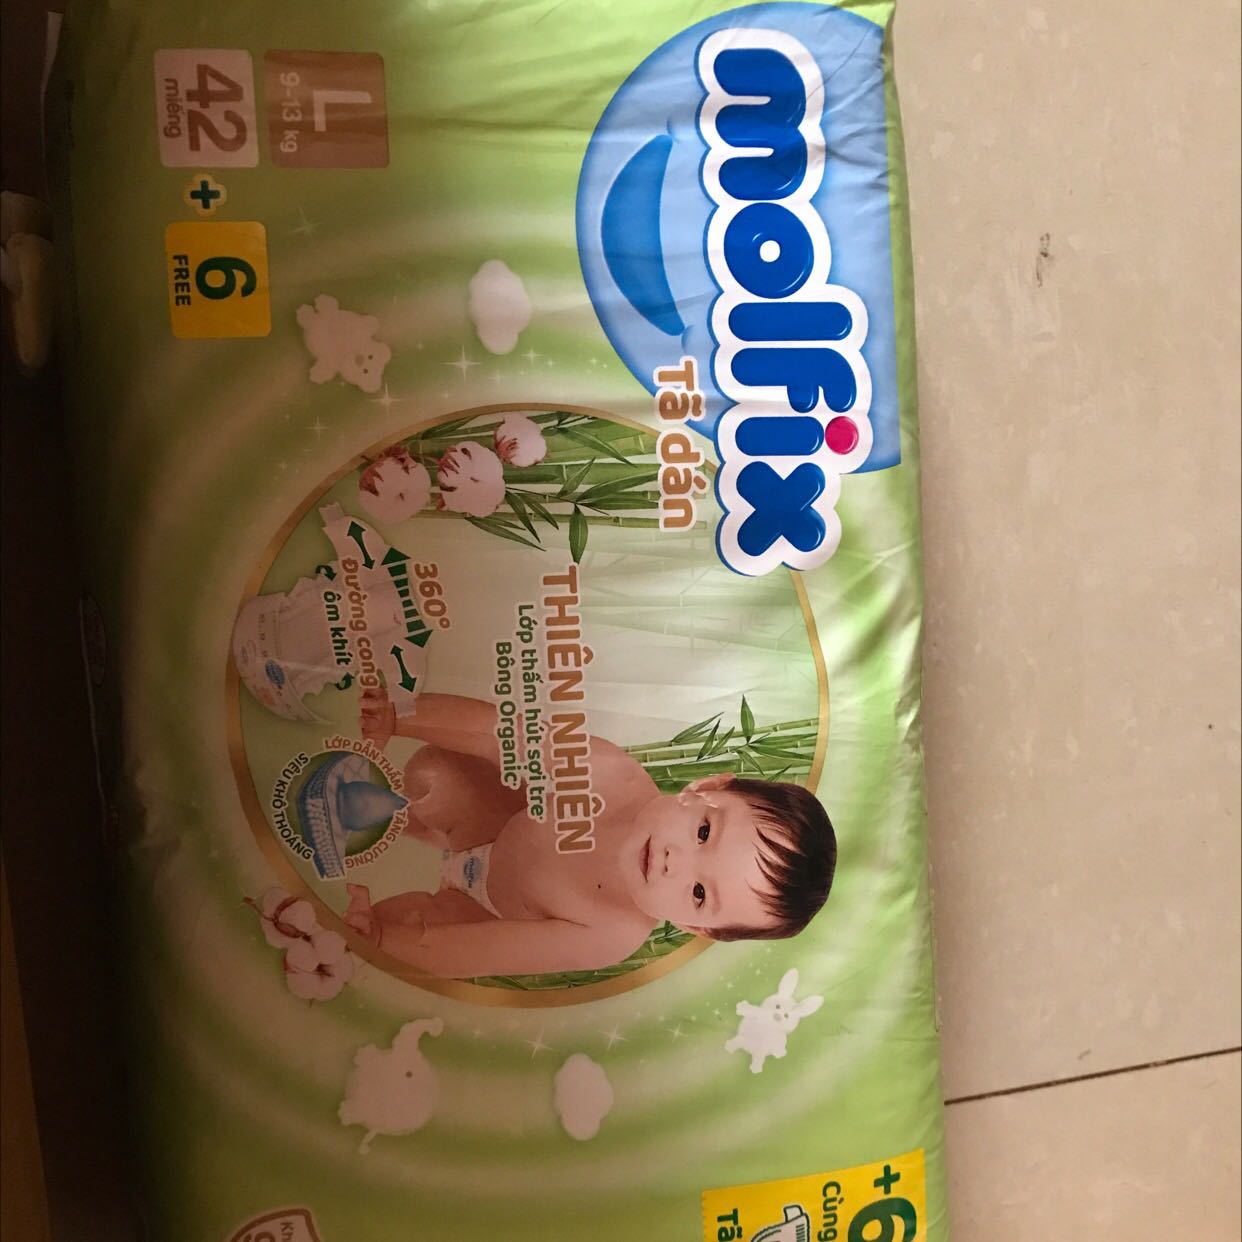 molfix
Tã dán
THIÊN NHIÊN
Lớp thấm hút sợi tre
Bông Organic
360°
Đường cong
ôm khít
LỚP DẪN THẤM
TĂNG CƯỜNG
SIÊU KHÔ THOÁNG
L
9-13 kg
42
miếng
+
6
FREE
+6
Cùng
Tã